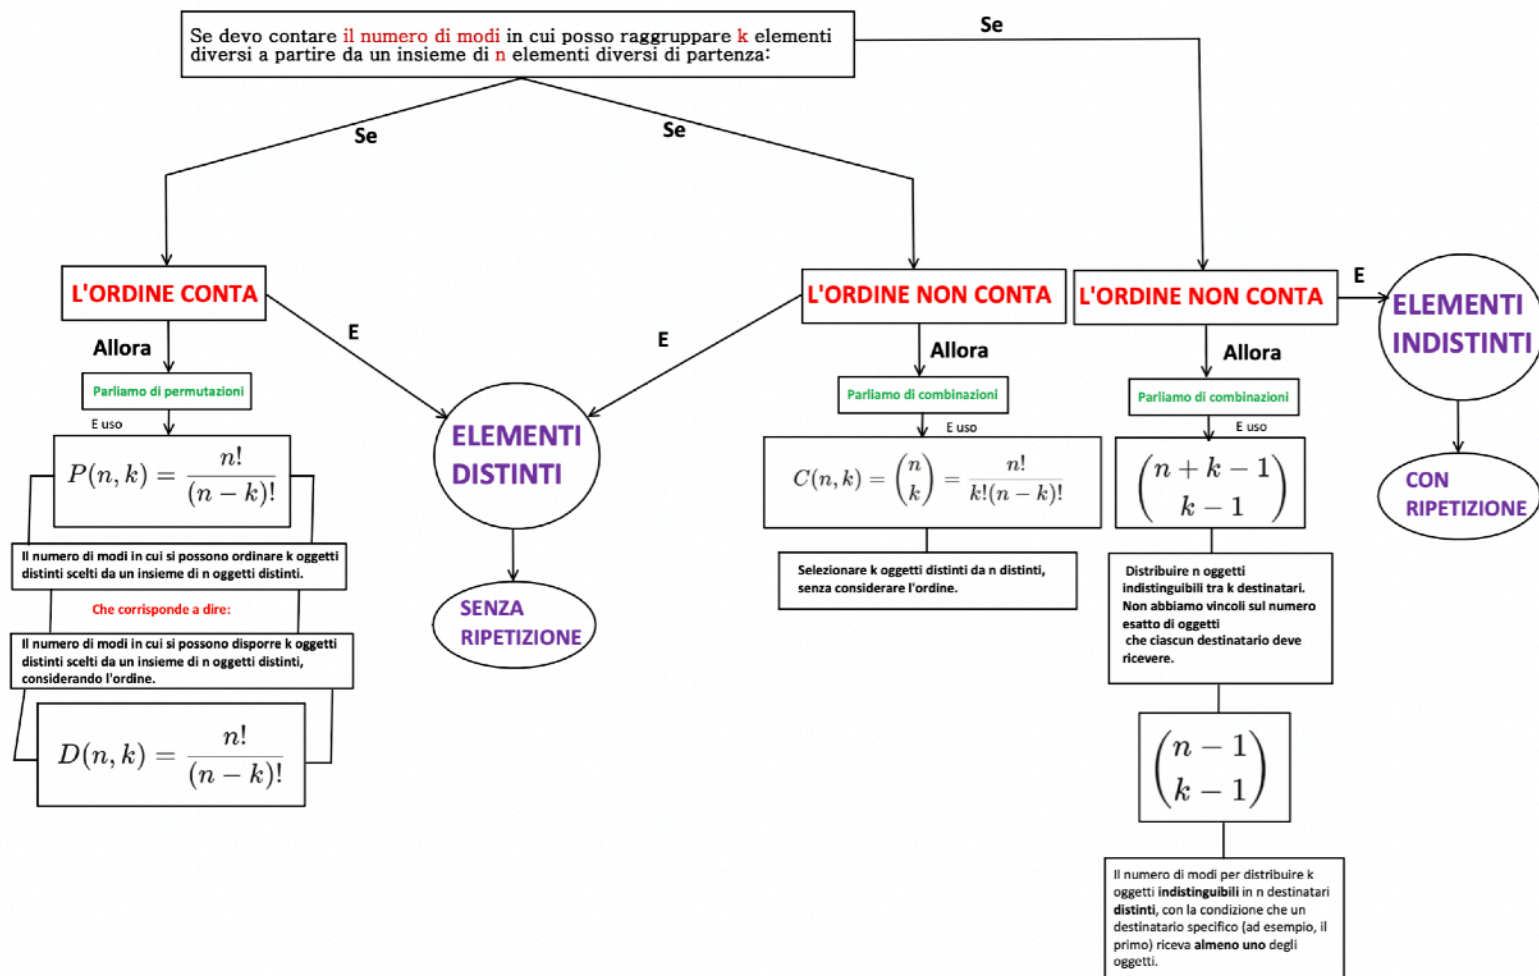 Se devo contare il numero di modi in cui posso raggruppare k elementi
diversi a partire da un insieme di n elementi diversi di partenza:
Se
Se
Se
L'ORDINE CONTA
E
Allora
Parliamo di permutazioni
E uso
P(n, k) = n! / (n − k)!
Il numero di modi in cui si possono ordinare k oggetti
distinti scelti da un insieme di n oggetti distinti.
Che corrisponde a dire:
Il numero di modi in cui si possono disporre k oggetti
distinti scelti da un insieme di n oggetti distinti,
considerando l'ordine.
D(n, k) = n! / (n − k)!
ELEMENTI
DISTINTI
SENZA
RIPETIZIONE
L'ORDINE NON CONTA
E
Allora
Parliamo di combinazioni
E uso
C(n, k) = (n k) = n! / k!(n − k)!
Selezionare k oggetti distinti da n distinti,
senza considerare l'ordine.
L'ORDINE NON CONTA
E
Allora
Parliamo di combinazioni
E uso
(n + k − 1
k − 1)
Distribuire n oggetti
indistinguibili tra k destinatari.
Non abbiamo vincoli sul numero
esatto di oggetti
che ciascun destinatario deve
ricevere.
(n − 1
k − 1)
Il numero di modi per distribuire k
oggetti indistinguibili in n destinatari
distinti, con la condizione che un
destinatario specifico (ad esempio, il
primo) riceva almeno uno degli
oggetti.
ELEMENTI
INDISTINTI
CON
RIPETIZIONE